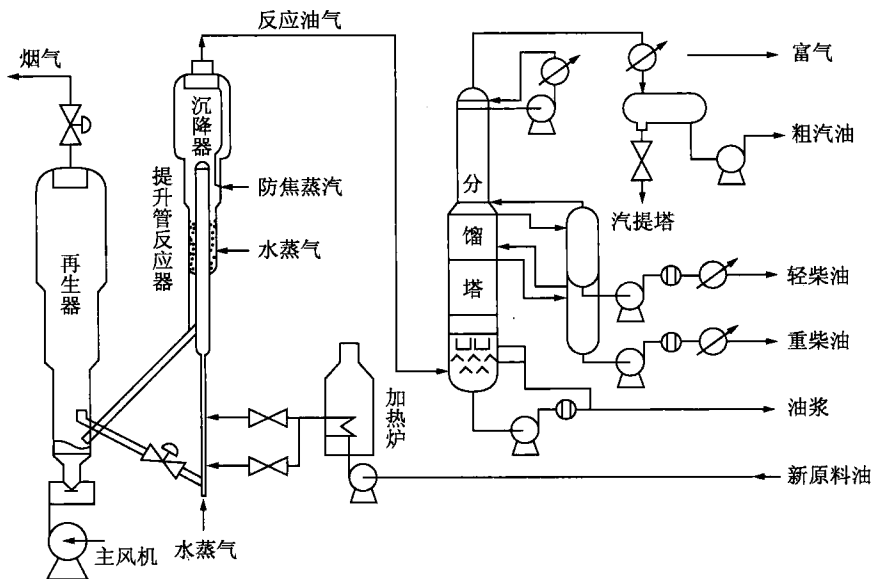 反应油气
烟气
富气
沉降器
粗汽油
提升管反应器
防焦蒸汽
分
馏
塔
汽提塔
水蒸气
再生器
轻柴油
重柴油
加热炉
油浆
新原料油
主风机
水蒸气